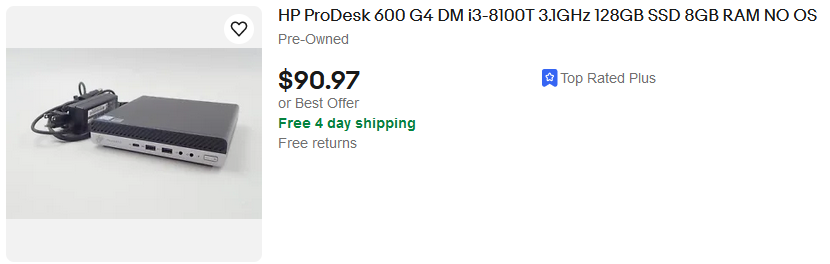 HP ProDesk 600 G4 DM i3-8100T 3.1GHz 128GB SSD 8GB RAM NO OS
Pre-Owned
$90.97
Top Rated Plus
or Best Offer
Free 4 day shipping
Free returns